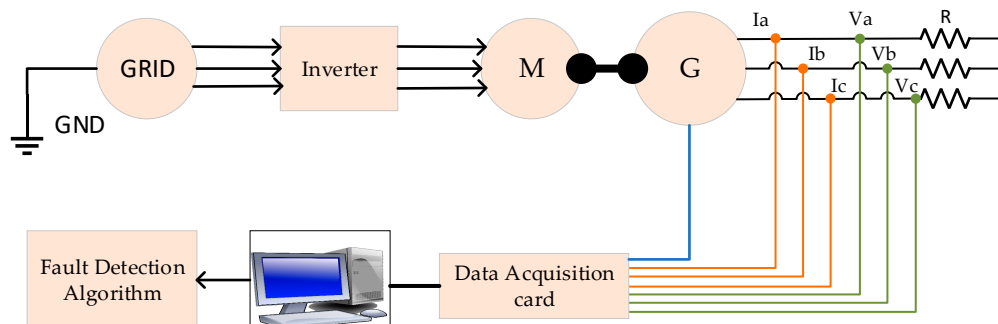 Ia
Va
R
GRID
Inverter
M
G
Ib
Vb
Ic
Vc
GND
Fault Detection
Algorithm
Data Acquisition
card